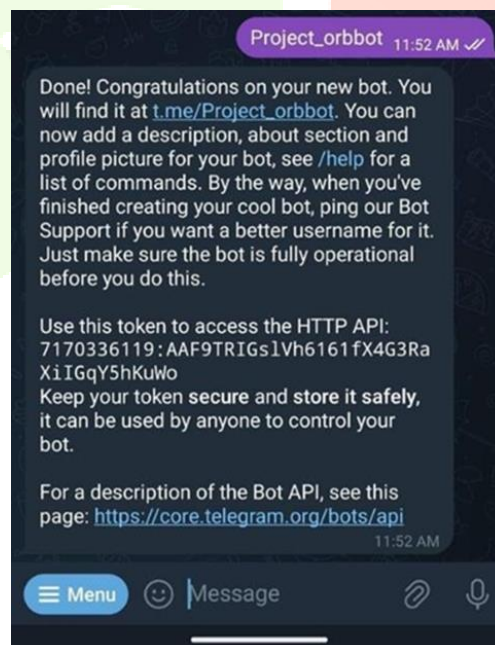 Project_orbbot 11:52 AM
Done! Congratulations on your new bot. You
will find it at t.me/Project_orbbot. You can
now add a description, about section and
profile picture for your bot, see /help for a
list of commands. By the way, when you've
finished creating your cool bot, ping our Bot
Support if you want a better username for it.
Just make sure the bot is fully operational
before you do this.
Use this token to access the HTTP API:
7170336119:AAF9TRIGslVh6161fX4G3Ra
XiIGqY5hKuWo
Keep your token secure and store it safely,
it can be used by anyone to control your
bot.
For a description of the Bot API, see this
page: https://core.telegram.org/bots/api
11:52 AM
Menu Message